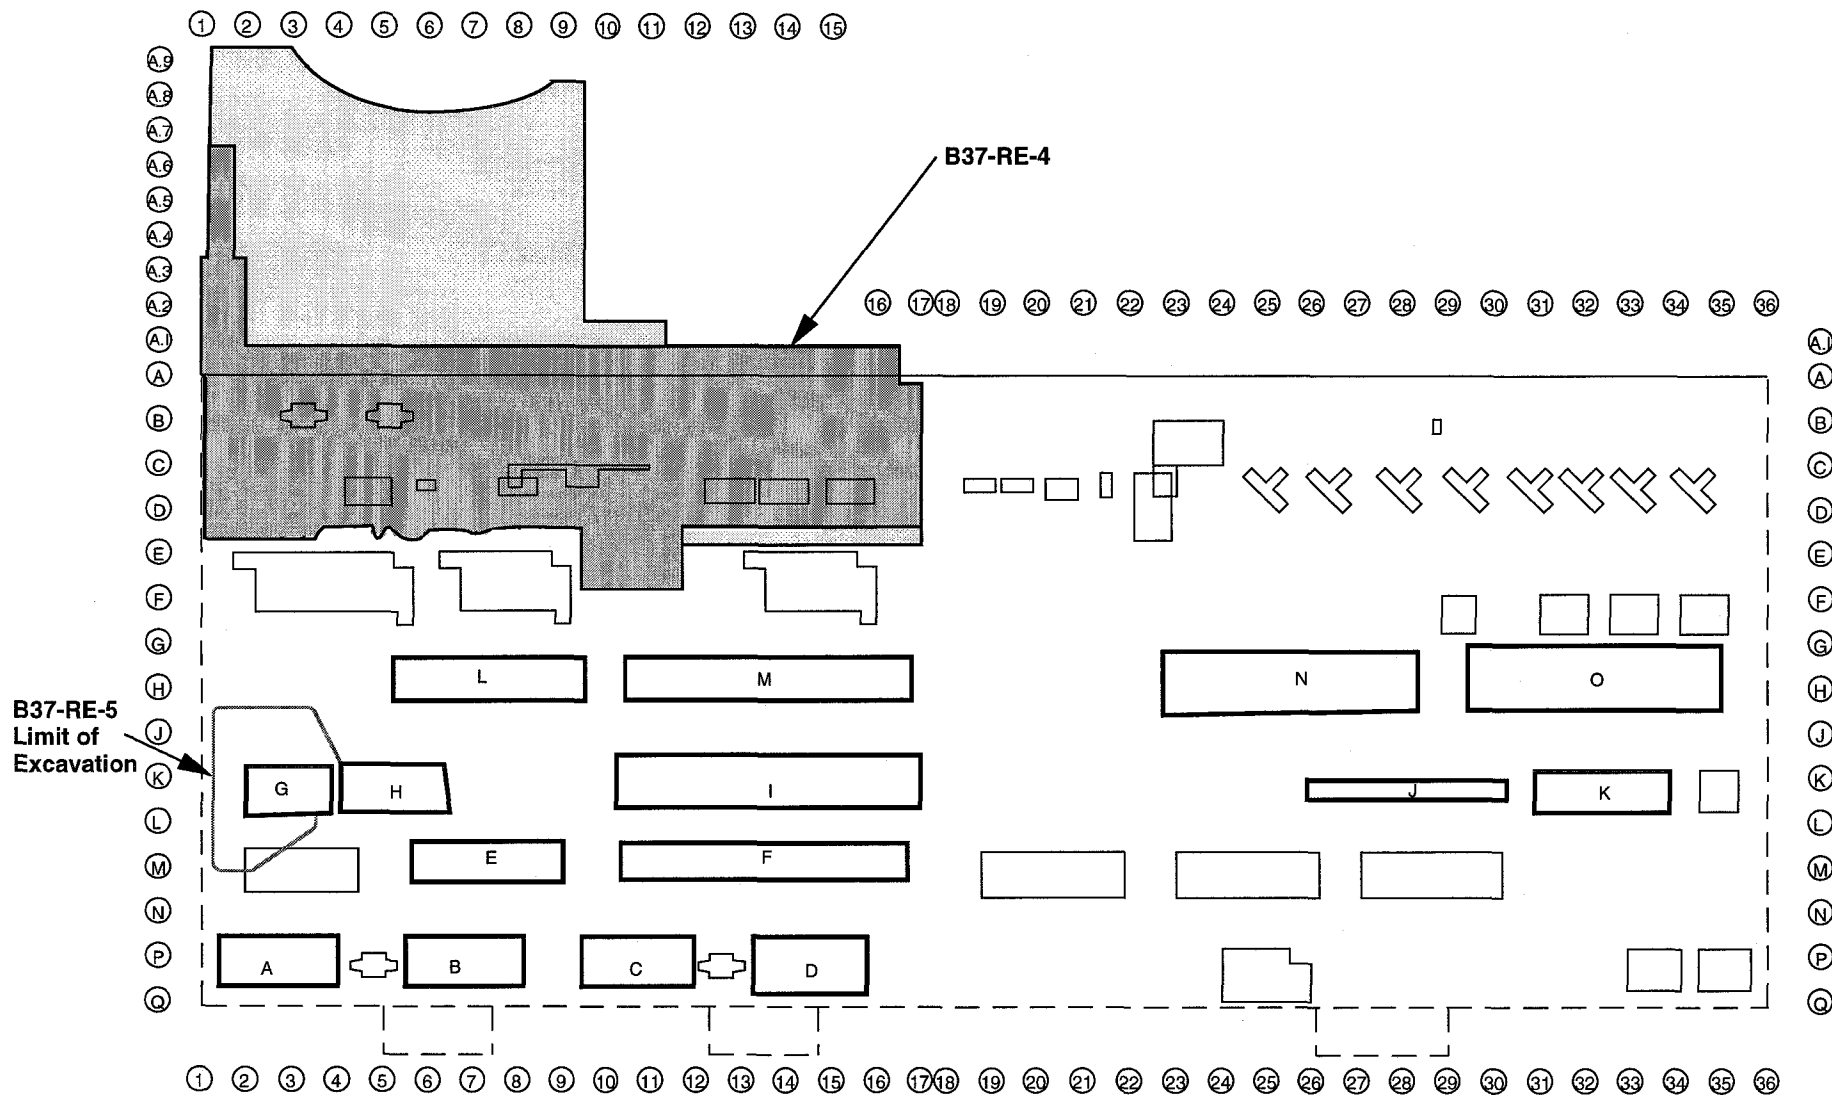 1 2 3 4 5 6 7 8 9 10 11 12 13 14 15
A.9
A.8
A.7
A.6
B37-RE-4
A.5
A.4
A.3
A.2
16 17 18 19 20 21 22 23 24 25 26 27 28 29 30 31 32 33 34 35 36
A.1 A.1
A A
B B
C C
D D
E E
F F
G G
L M N O
H H
B37-RE-5
Limit of
Excavation
J J
K K
G H I J K
L L
E F
M M
N N
P P
A B C D
Q Q
1 2 3 4 5 6 7 8 9 10 11 12 13 14 15 16 17 18 19 20 21 22 23 24 25 26 27 28 29 30 31 32 33 34 35 36